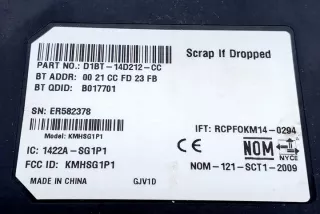 Scrap If Dropped
PART NO.: D1BT-14D212-CC
BT ADDR: 00 21 CC FD 23 FB
BT QDID: B017701
SN: ER582378
Model: KMHSG1P1
IFT: RCPFOKM14-0294
IC: 1422A-SG1P1
CE NOM NYCE
FCC ID: KMHSG1P1
NOM-121-SCT1-2009
MADE IN CHINA GJV1D